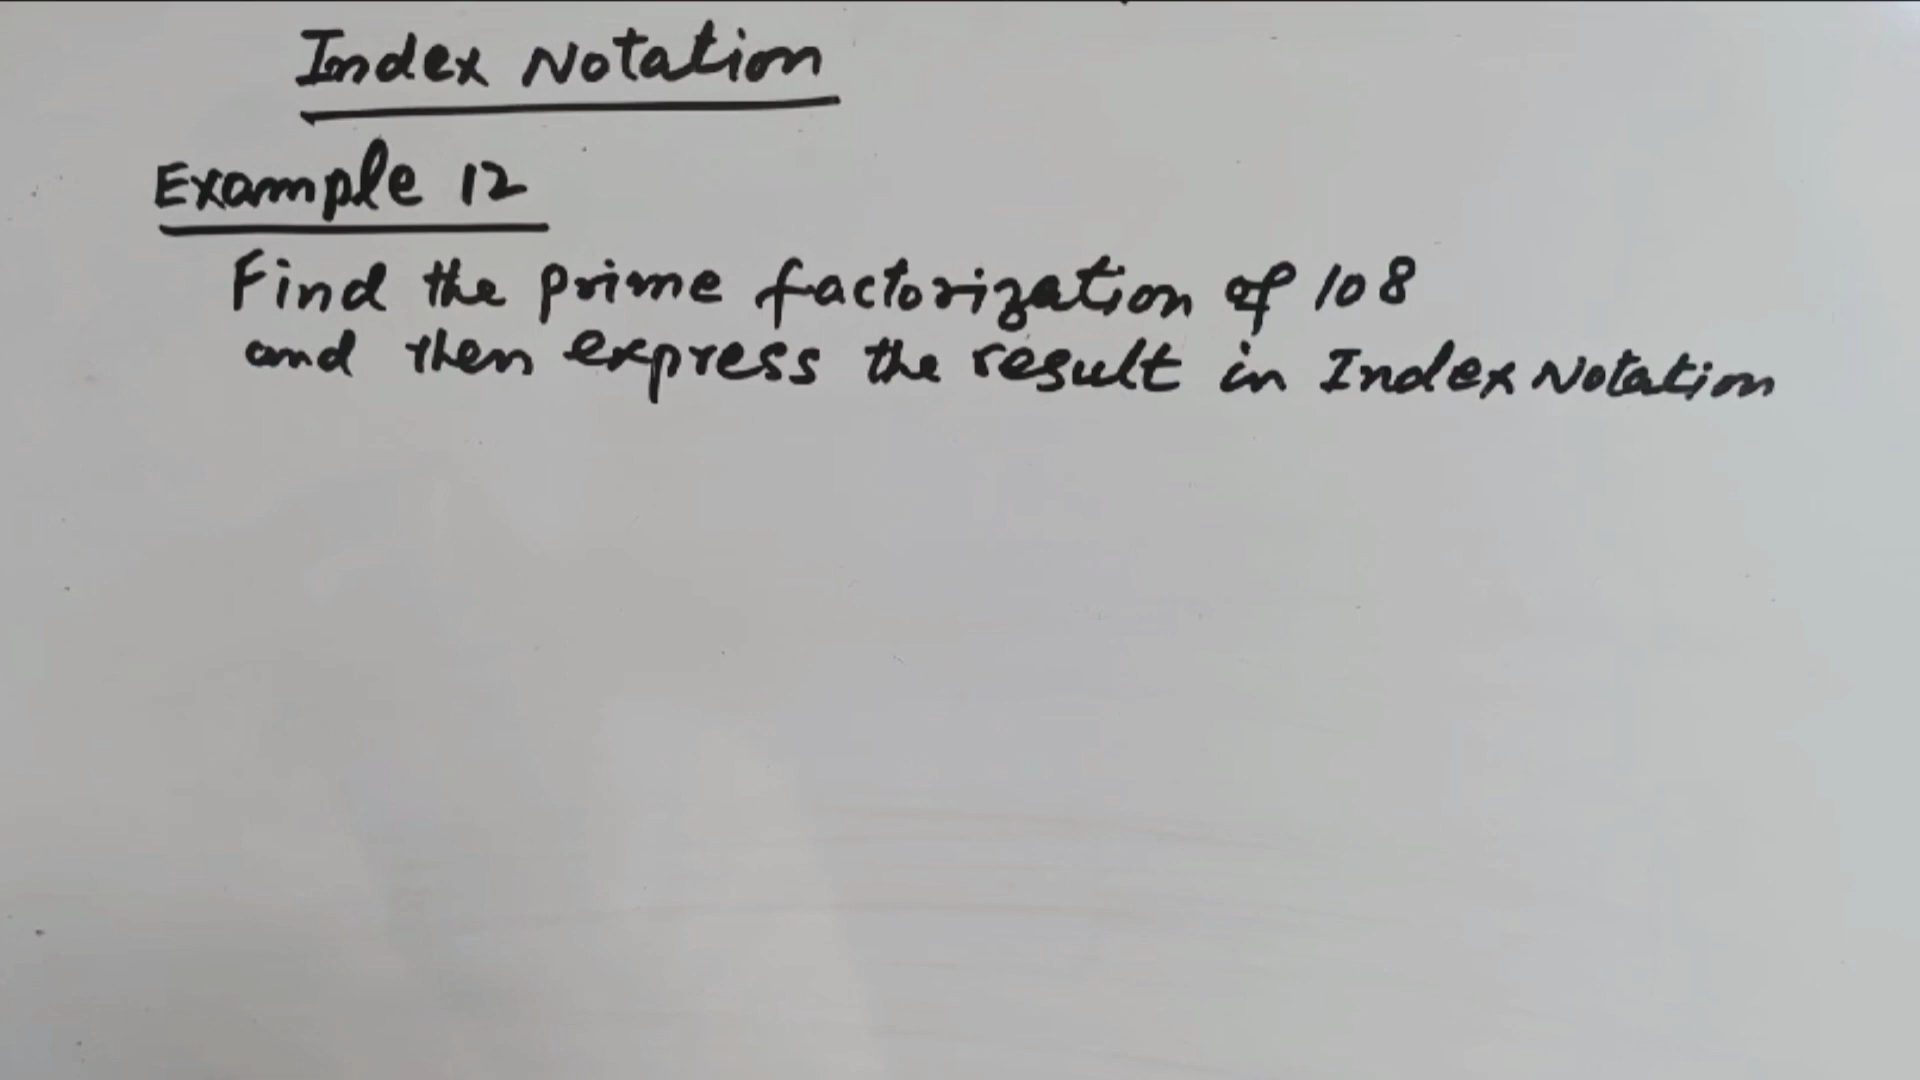 Index Notation
Example 12
Find the prime factorization of 108
and then express the result in Index Notation